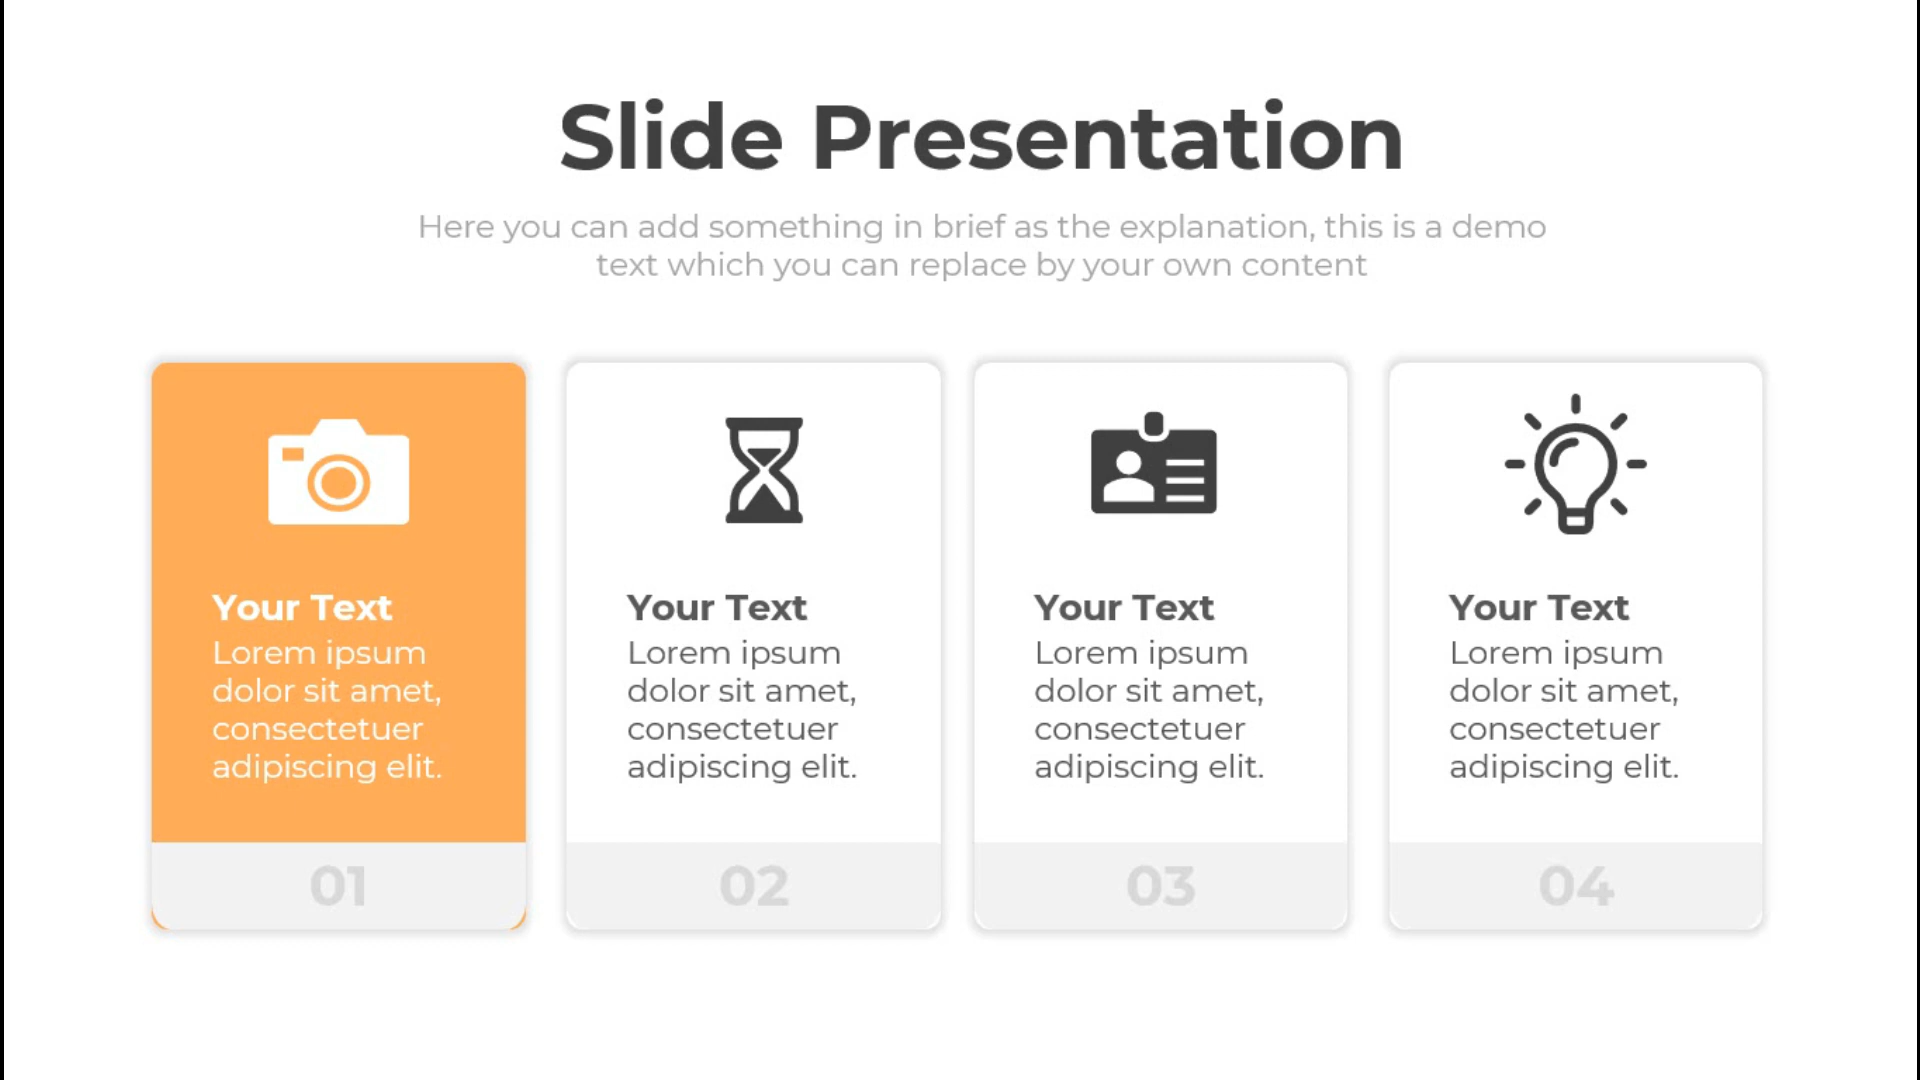 Slide Presentation
Here you can add something in brief as the explanation, this is a demo
text which you can replace by your own content
Your Text
Lorem ipsum
dolor sit amet,
consectetuer
adipiscing elit.
01
Your Text
Lorem ipsum
dolor sit amet,
consectetuer
adipiscing elit.
02
Your Text
Lorem ipsum
dolor sit amet,
consectetuer
adipiscing elit.
03
Your Text
Lorem ipsum
dolor sit amet,
consectetuer
adipiscing elit.
04